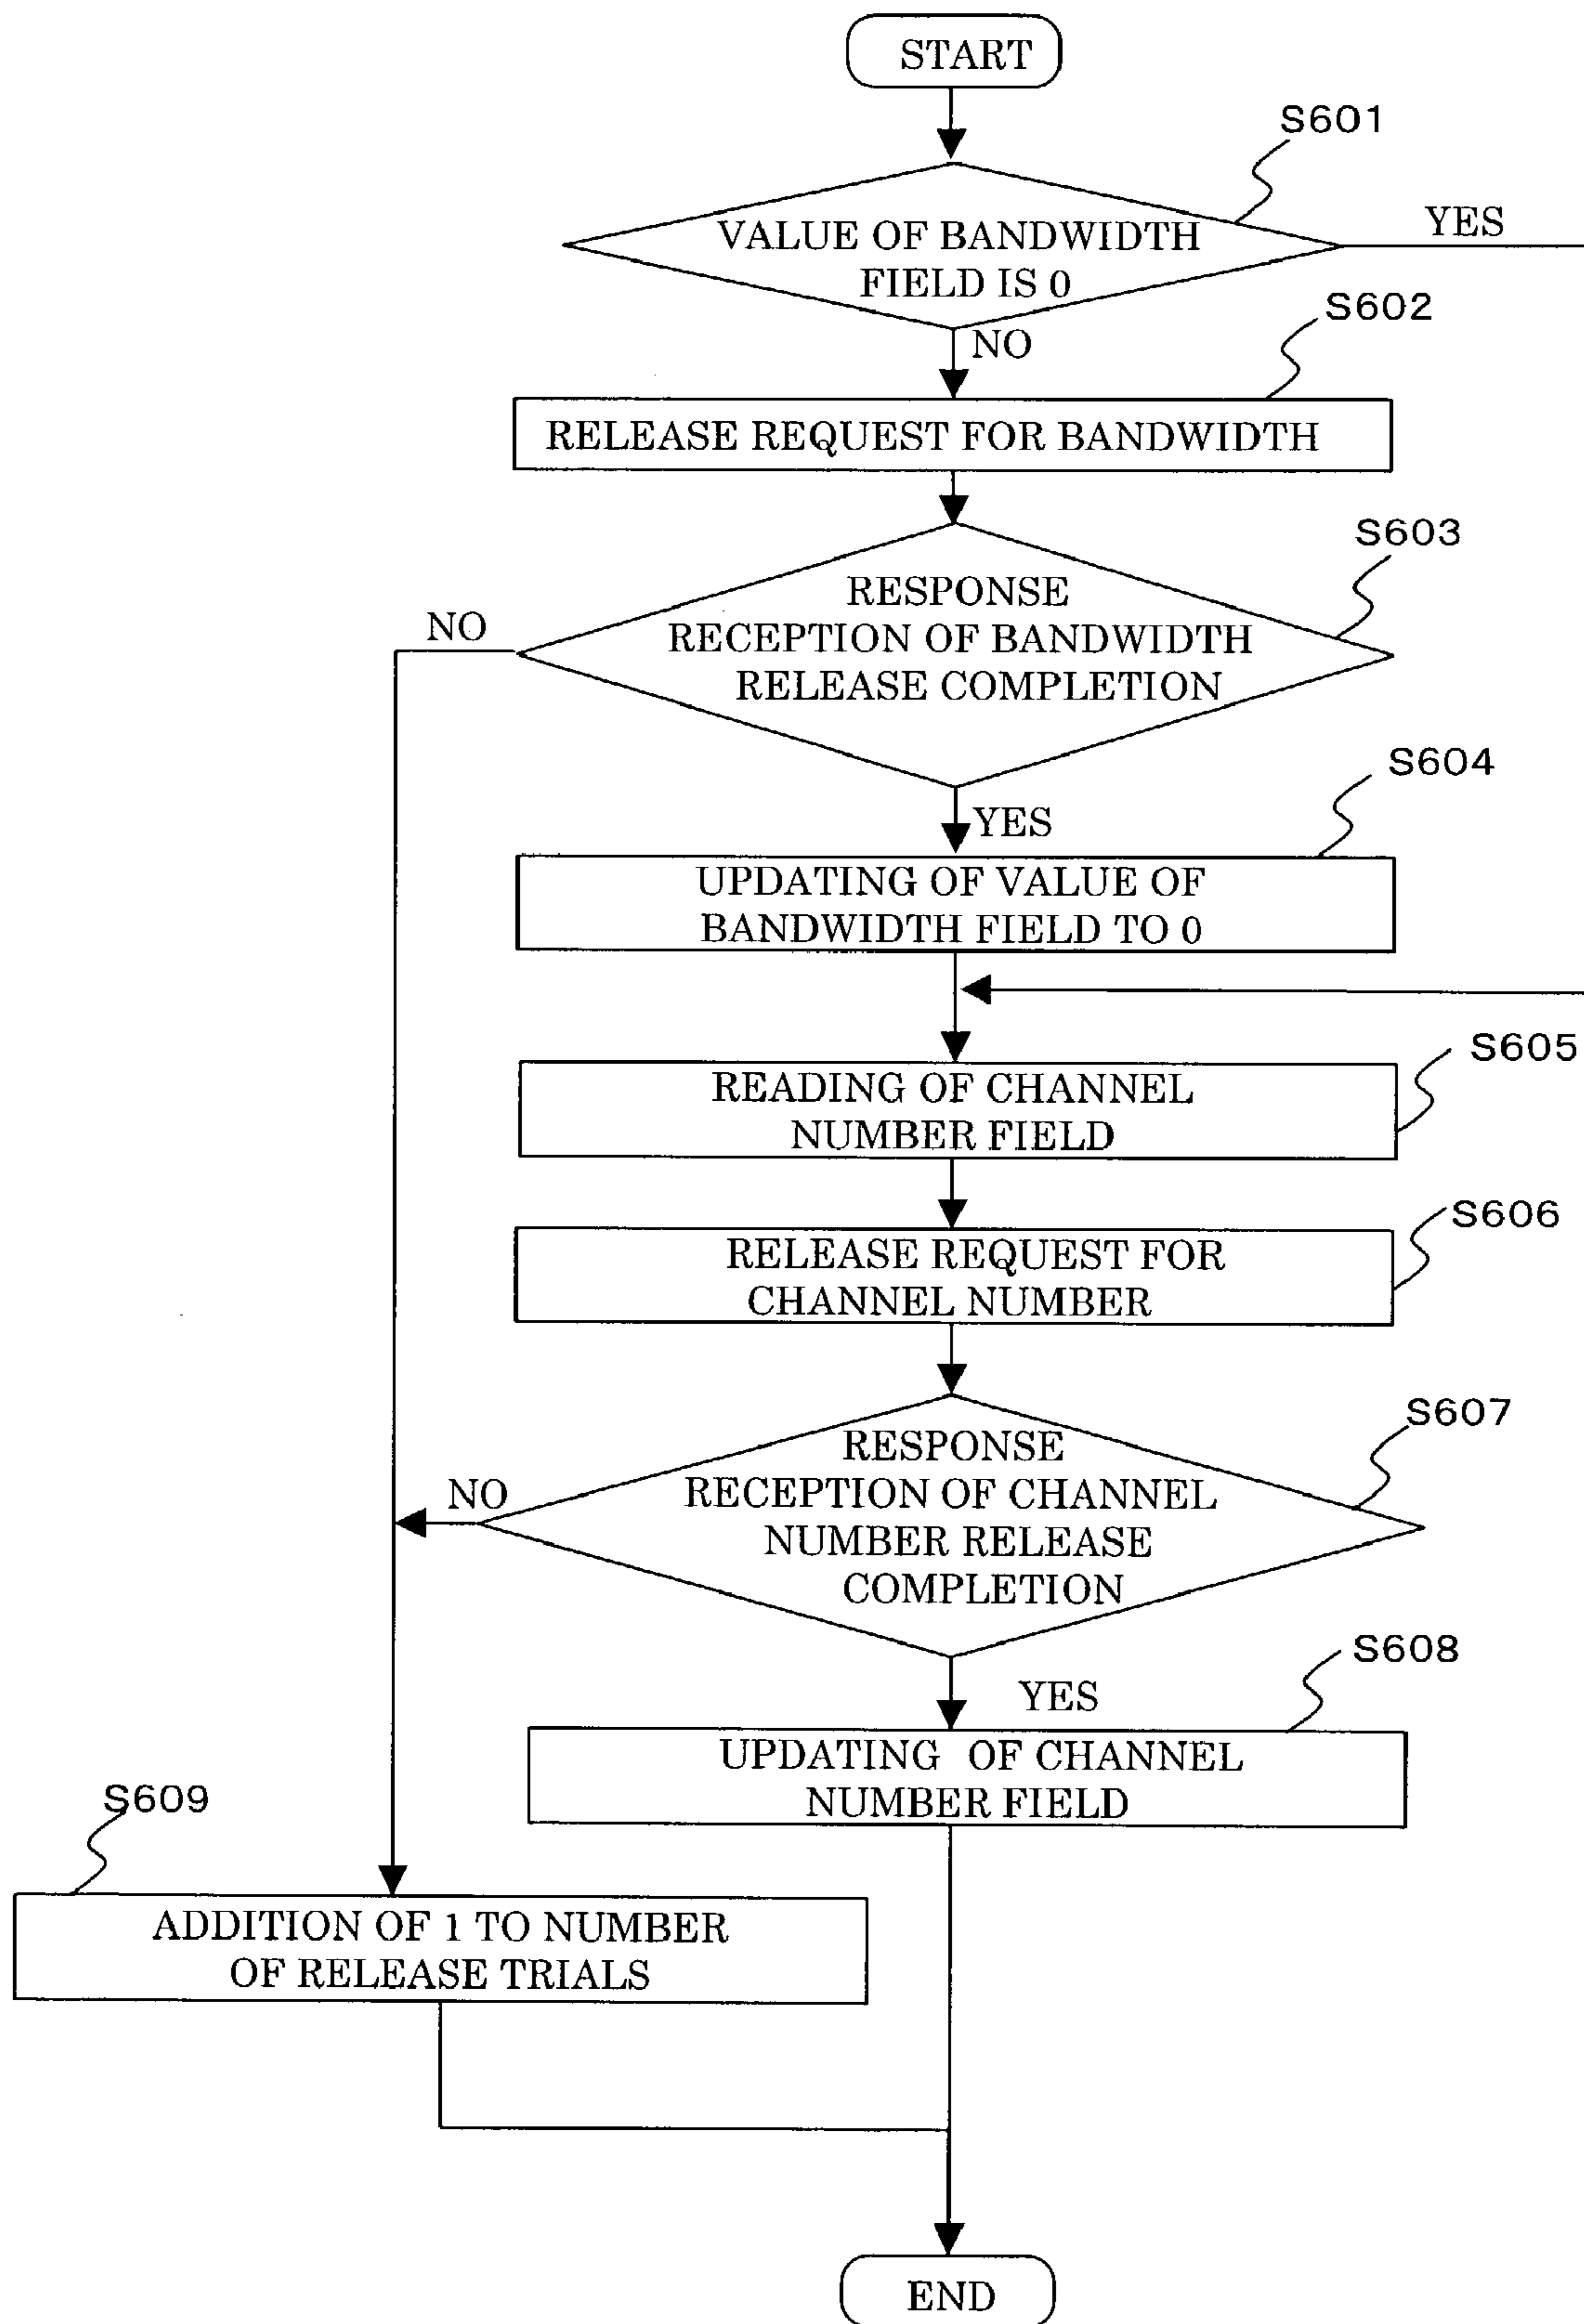 START
S601
VALUE OF BANDWIDTH
FIELD IS 0
YES
NO
S602
RELEASE REQUEST FOR BANDWIDTH
S603
RESPONSE
RECEPTION OF BANDWIDTH
RELEASE COMPLETION
NO
YES
S604
UPDATING OF VALUE OF
BANDWIDTH FIELD TO 0
S605
READING OF CHANNEL
NUMBER FIELD
S606
RELEASE REQUEST FOR
CHANNEL NUMBER
S607
RESPONSE
RECEPTION OF CHANNEL
NUMBER RELEASE
COMPLETION
NO
YES
S608
UPDATING OF CHANNEL
NUMBER FIELD
S609
ADDITION OF 1 TO NUMBER
OF RELEASE TRIALS
END